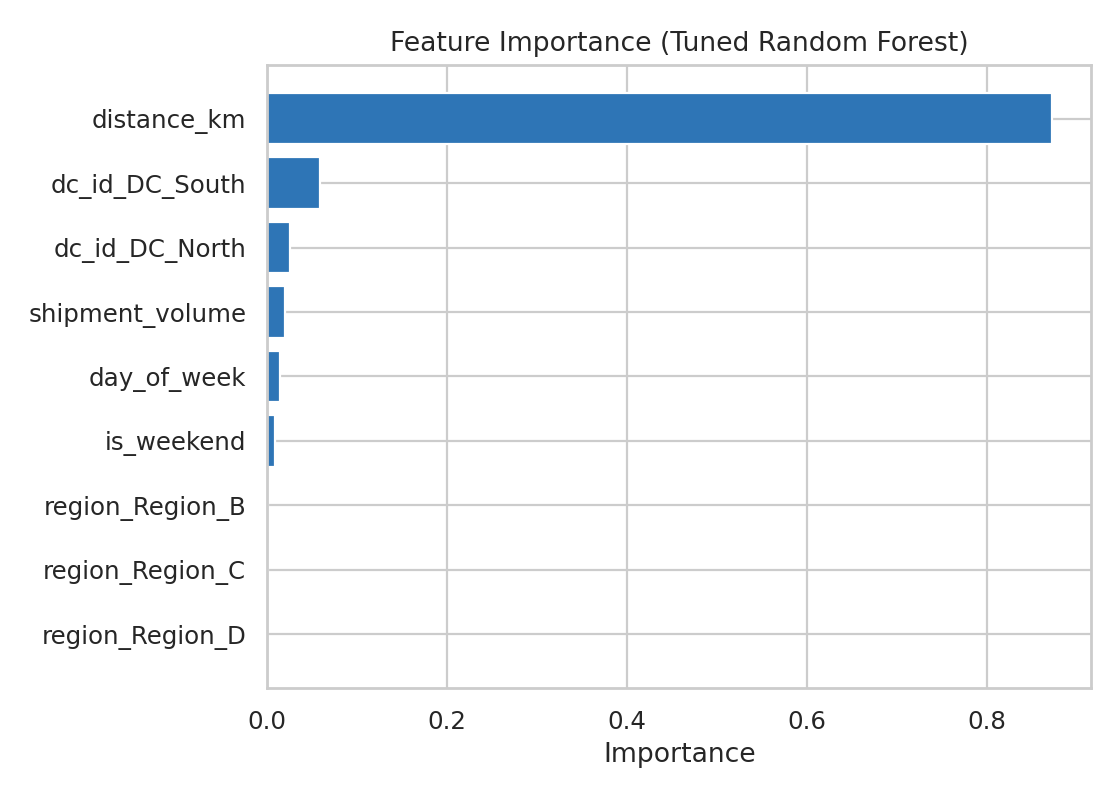 Feature Importance (Tuned Random Forest)
distance_km
dc_id_DC_South
dc_id_DC_North
shipment_volume
day_of_week
is_weekend
region_Region_B
region_Region_C
region_Region_D
0.0 0.2 0.4 0.6 0.8
Importance